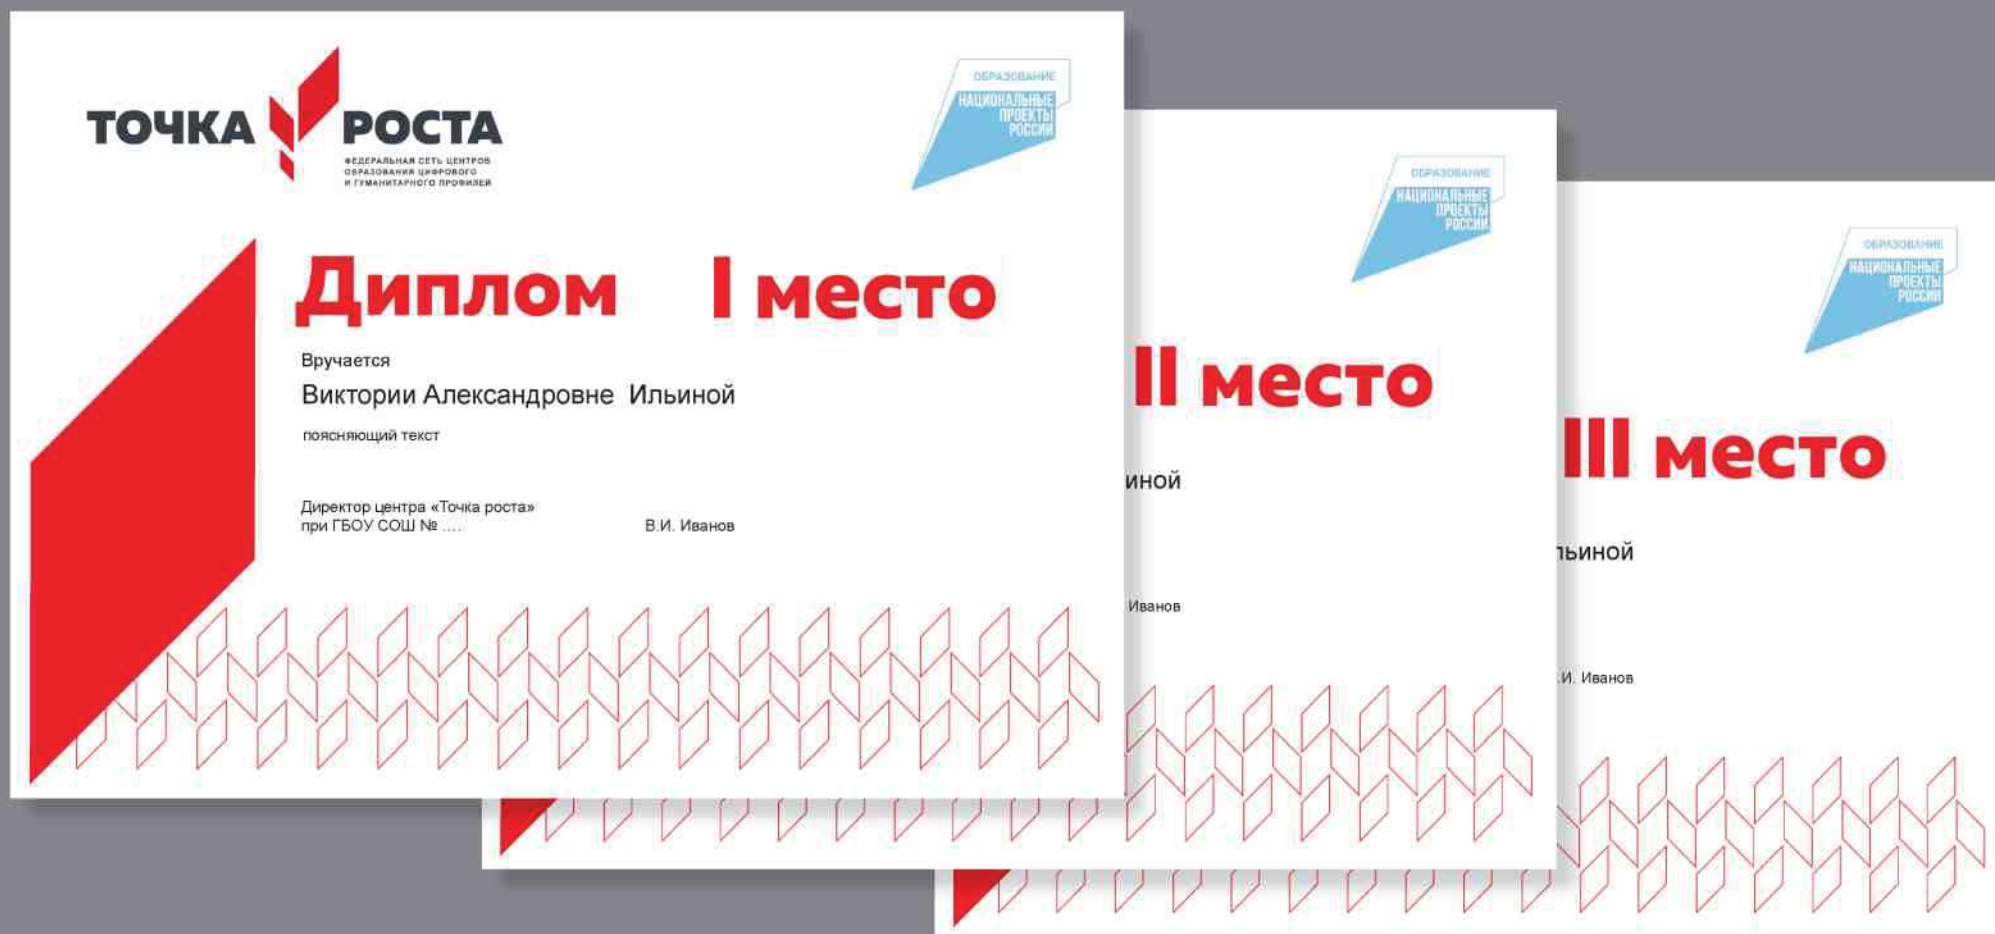 ТОЧКА РОСТА
ФЕДЕРАЛЬНАЯ СЕТЬ ЦЕНТРОВ
ОБРАЗОВАНИЯ ЦИФРОВОГО
И ГУМАНИТАРНОГО ПРОФИЛЕЙ
ОБРАЗОВАНИЕ
НАЦИОНАЛЬНЫЕ
ПРОЕКТЫ
РОССИИ
Диплом I место
Вручается
Виктории Александровне Ильиной
поясняющий текст
Директор центра «Точка роста»
при ГБОУ СОШ № .... В.И. Иванов
ОБРАЗОВАНИЕ
НАЦИОНАЛЬНЫЕ
ПРОЕКТЫ
РОССИИ
II место
иной
Иванов
ОБРАЗОВАНИЕ
НАЦИОНАЛЬНЫЕ
ПРОЕКТЫ
РОССИИ
III место
льиной
.И. Иванов